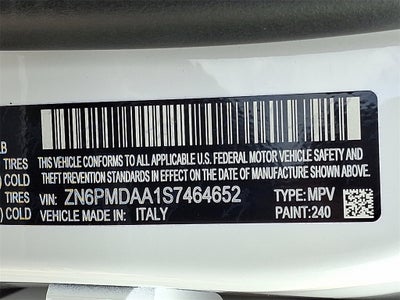 LB
TIRES
COLD
TIRES
COLD
THIS VEHICLE CONFORMS TO ALL APPLICABLE U.S. FEDERAL MOTOR VEHICLE SAFETY AND
THEFT PREVENTION STANDARDS IN EFFECT ON THE DATE OF MANUFACTURE SHOWN ABOVE.
VIN: ZN6PMDAA1S7464652 TYPE: MPV
VEHICLE MADE IN: ITALY PAINT: 240